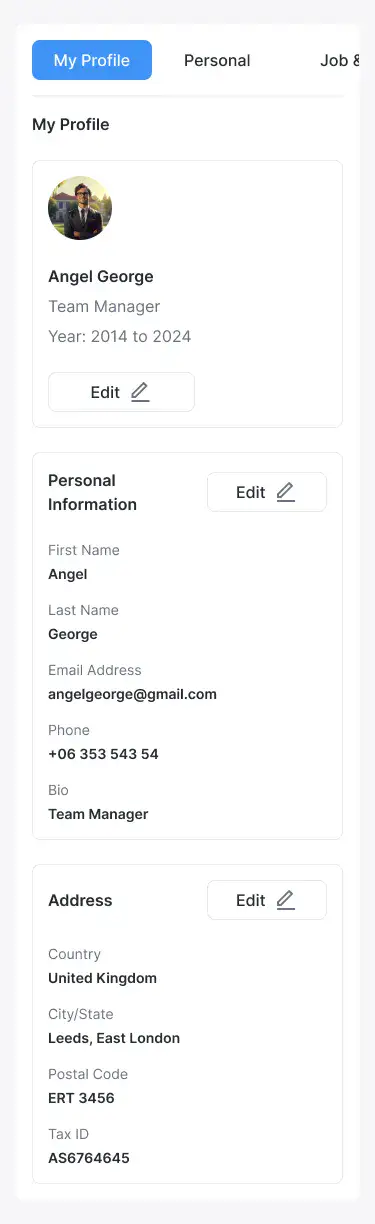 My Profile
Personal
Job &
My Profile
Angel George
Team Manager
Year: 2014 to 2024
Edit
Personal
Information
Edit
First Name
Angel
Last Name
George
Email Address
angelgeorge@gmail.com
Phone
+06 353 543 54
Bio
Team Manager
Address
Edit
Country
United Kingdom
City/State
Leeds, East London
Postal Code
ERT 3456
Tax ID
AS6764645